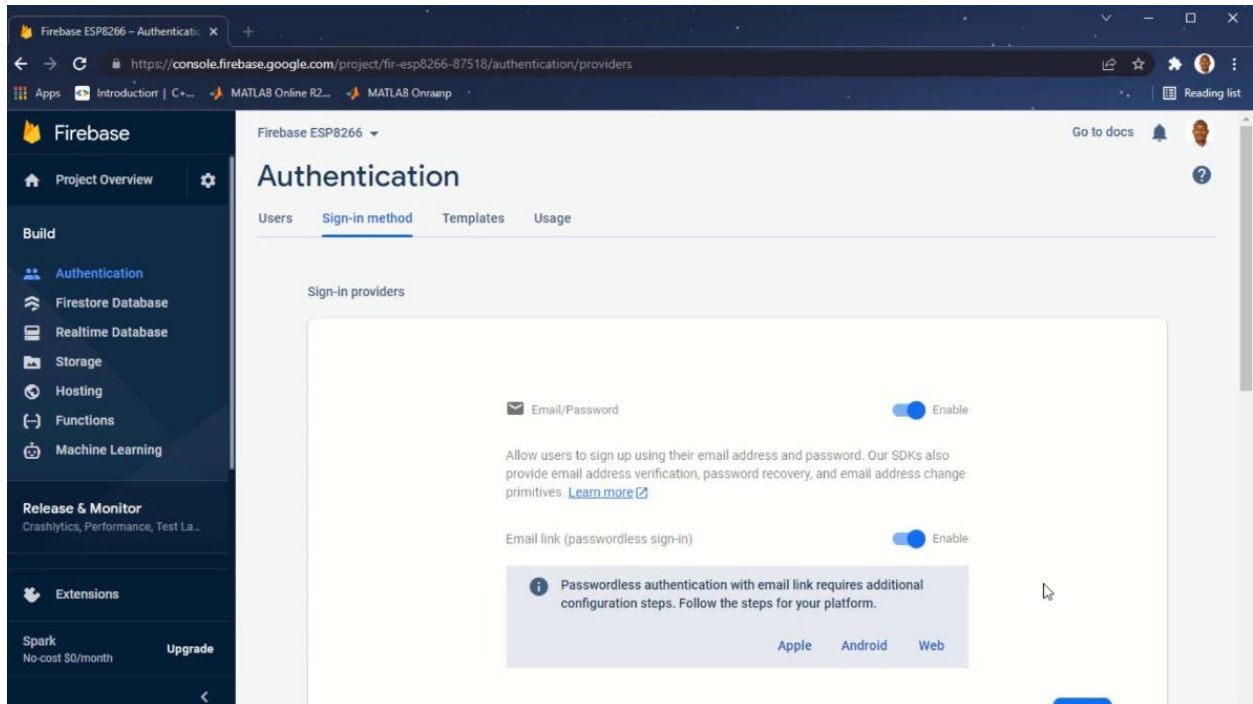 Firebase ESP8266 – Authenticatic
https://console.firebase.google.com/project/fir-esp8266-87518/authentication/providers
Apps
Introduction | C+...
MATLAB Online R2...
MATLAB Onramp
Reading list
Firebase
Firebase ESP8266
Go to docs
Project Overview
Authentication
Users
Sign-in method
Templates
Usage
Build
Authentication
Firestore Database
Realtime Database
Storage
Hosting
Functions
Machine Learning
Release & Monitor
Crashlytics, Performance, Test La...
Extensions
Spark
No-cost $0/month
Upgrade
Sign-in providers
Email/Password
Enable
Allow users to sign up using their email address and password. Our SDKs also
provide email address verification, password recovery, and email address change
primitives. Learn more
Email link (passwordless sign-in)
Enable
Passwordless authentication with email link requires additional
configuration steps. Follow the steps for your platform.
Apple
Android
Web